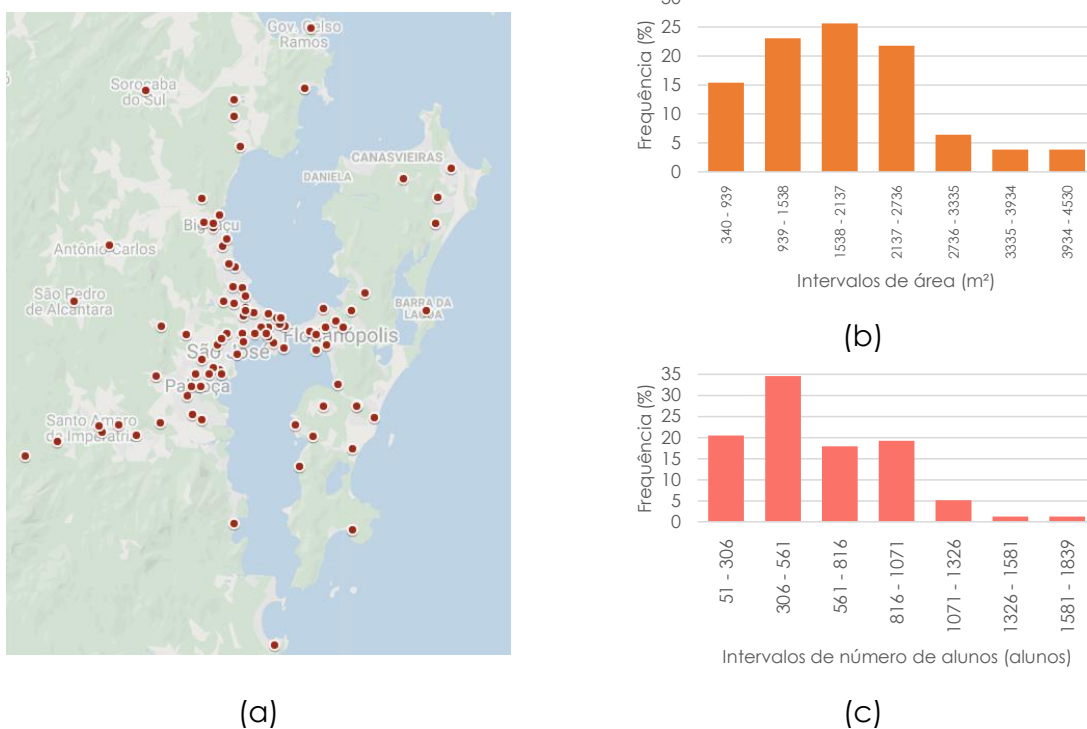 Gov. Celso
Ramos
Sorocaba
do Sul
CANASVIEIRAS
DANIELA
Biguaçu
Antônio Carlos
São Pedro
de Alcântara
BARRA DA
LAGOA
Florianópolis
São José
Palhoça
Santo Amaro
da Imperatriz
(a)
30
25
20
15
10
5
0
Frequência (%)
340 - 939
939 - 1538
1538 - 2137
2137 - 2736
2736 - 3335
3335 - 3934
3934 - 4530
Intervalos de área (m²)
(b)
35
30
25
20
15
10
5
0
Frequência (%)
51 - 306
306 - 561
561 - 816
816 - 1071
1071 - 1326
1326 - 1581
1581 - 1839
Intervalos de número de alunos (alunos)
(c)